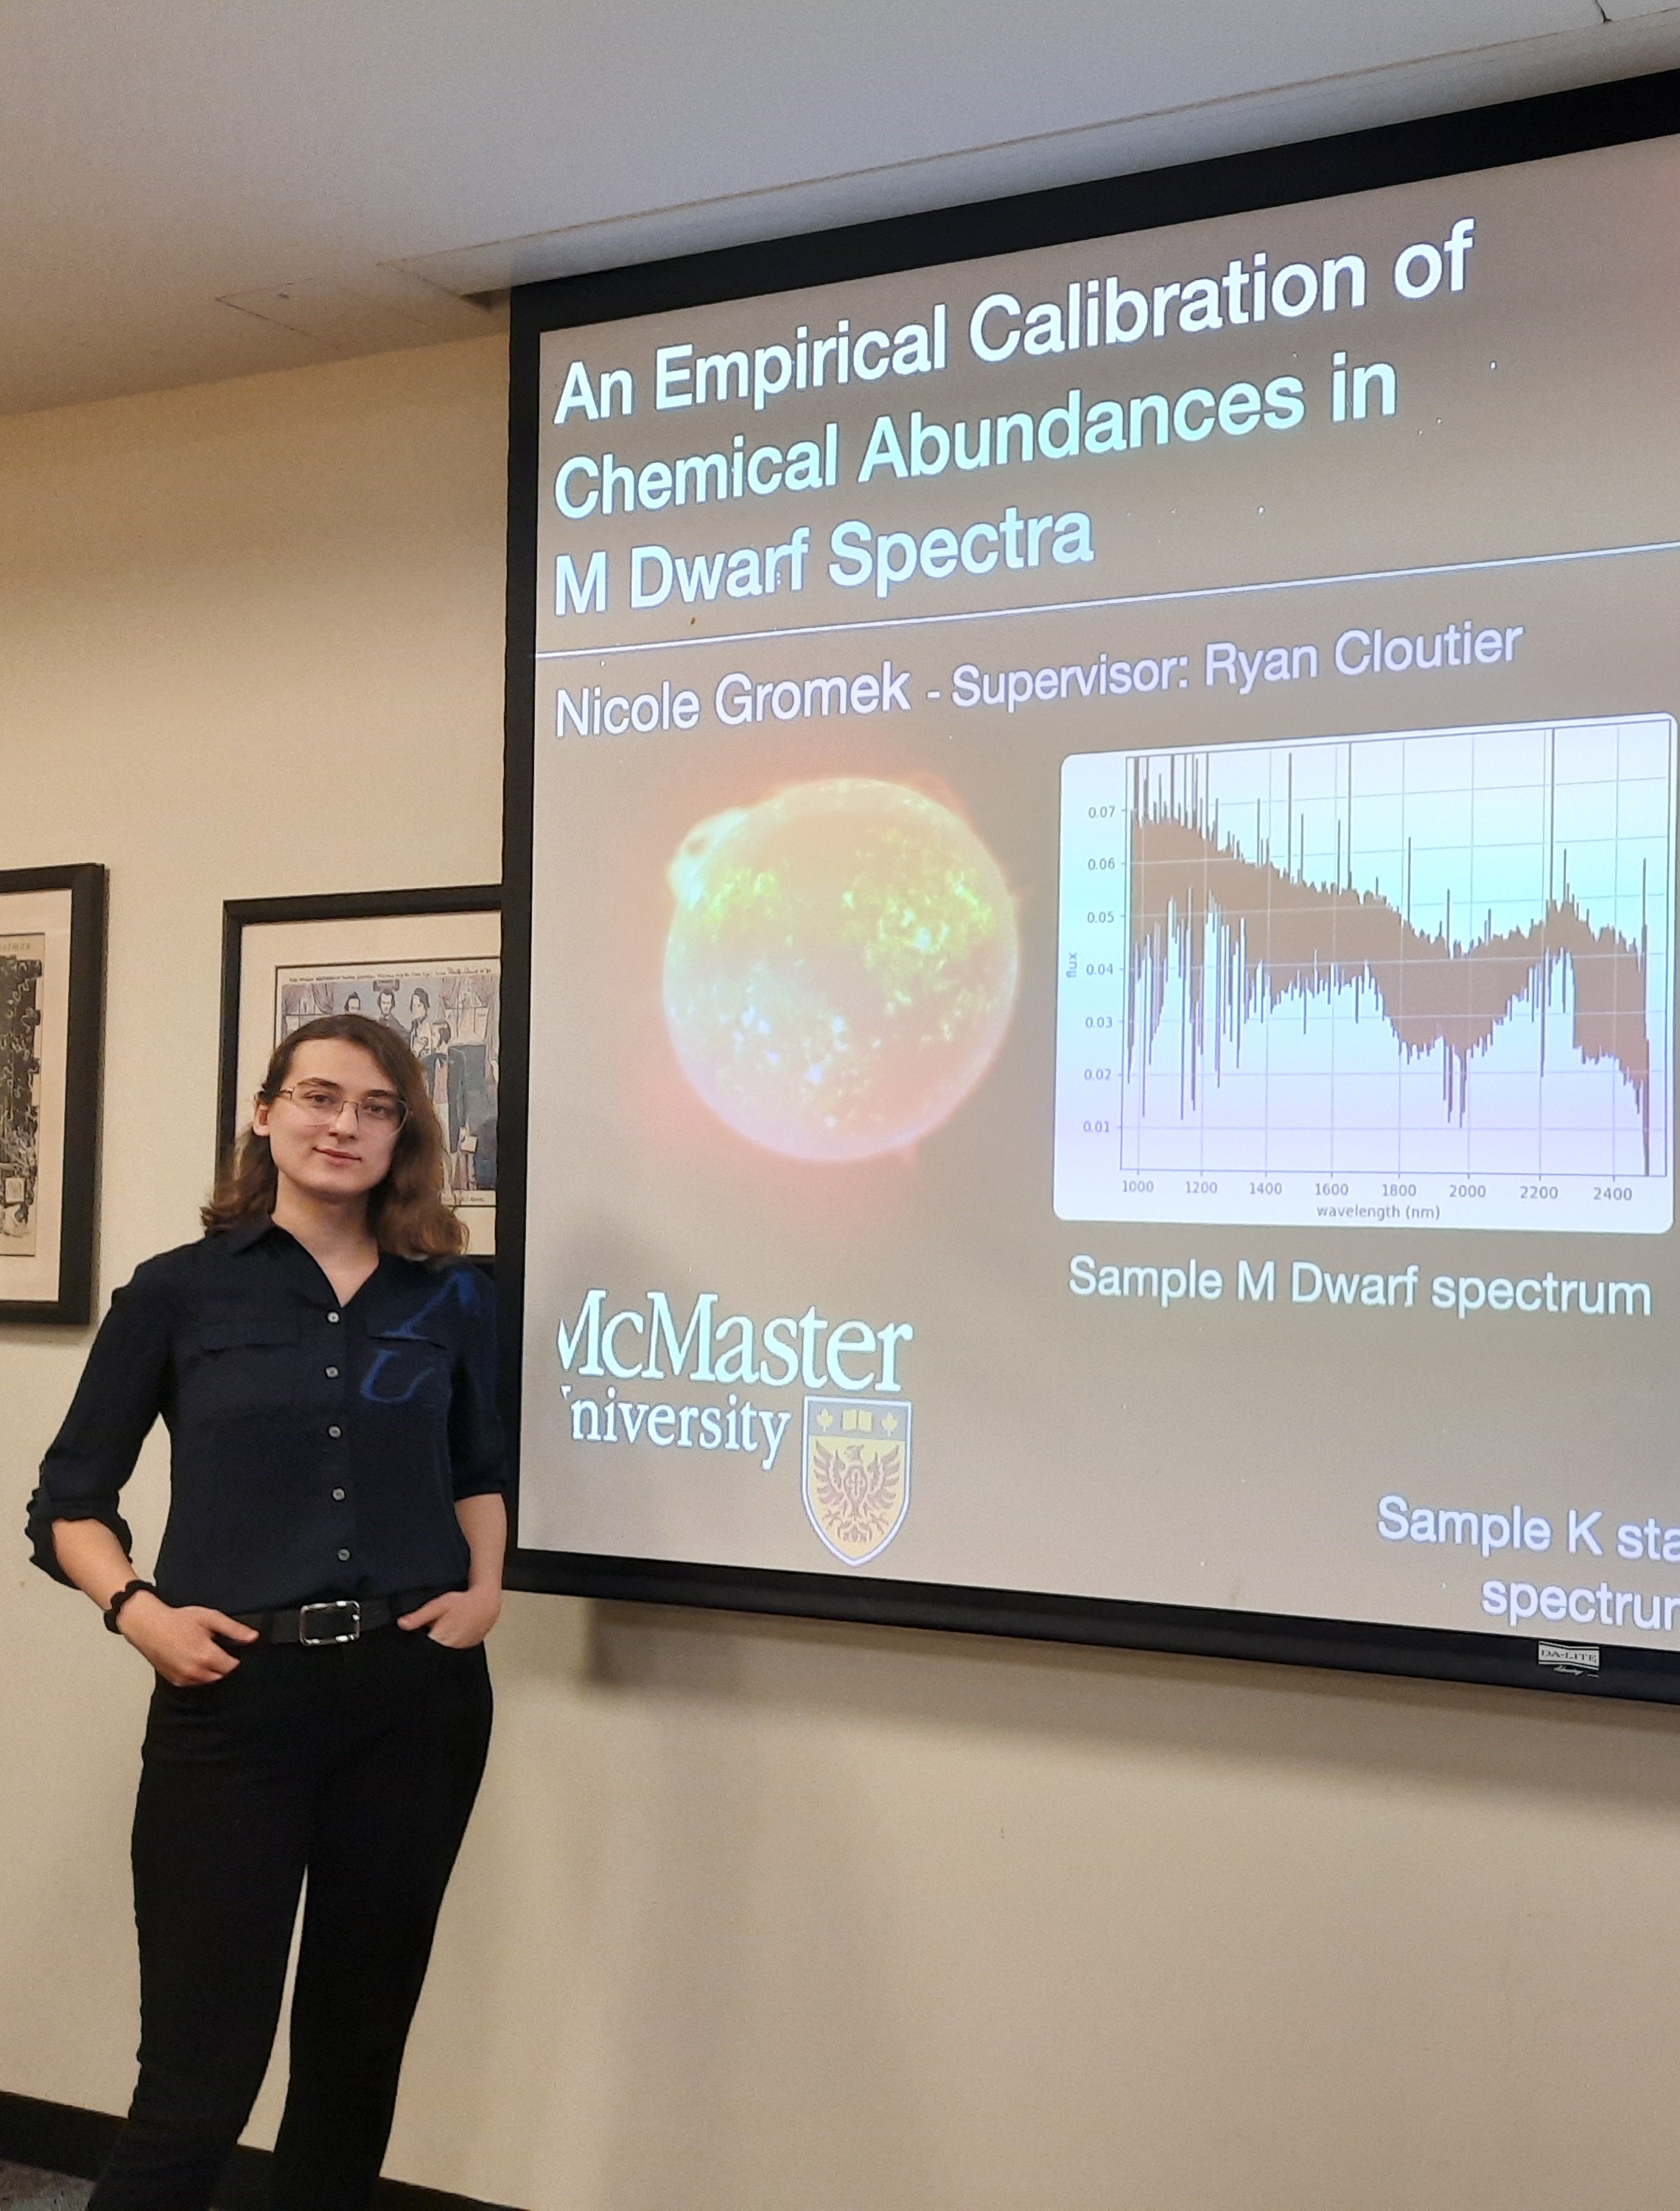 An Empirical Calibration of
Chemical Abundances in
M Dwarf Spectra
Nicole Gromek - Supervisor: Ryan Cloutier
0.07
0.06
0.05
0.04
0.03
0.02
0.01
flux
1000 1200 1400 1600 1800 2000 2200 2400
wavelength (nm)
Sample M Dwarf spectrum
McMaster
niversity
Sample K sta
spectrum
DA-LITE